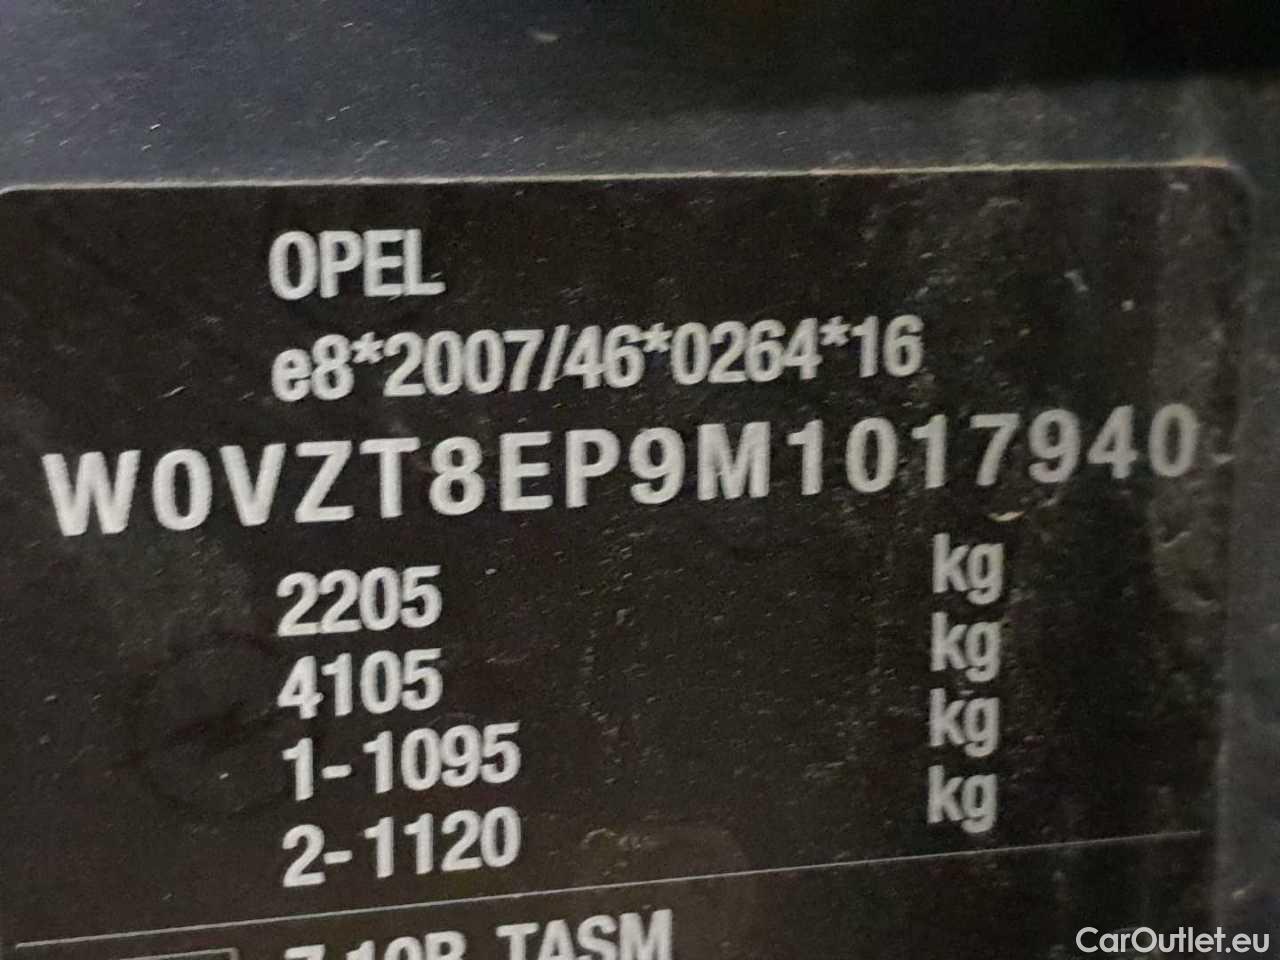 OPEL
e8*2007/46*0264*16
W0VZT8EP9M1017940
2205 kg
4105 kg
1-1095 kg
2-1120 kg
TASM
CarOutlet.eu